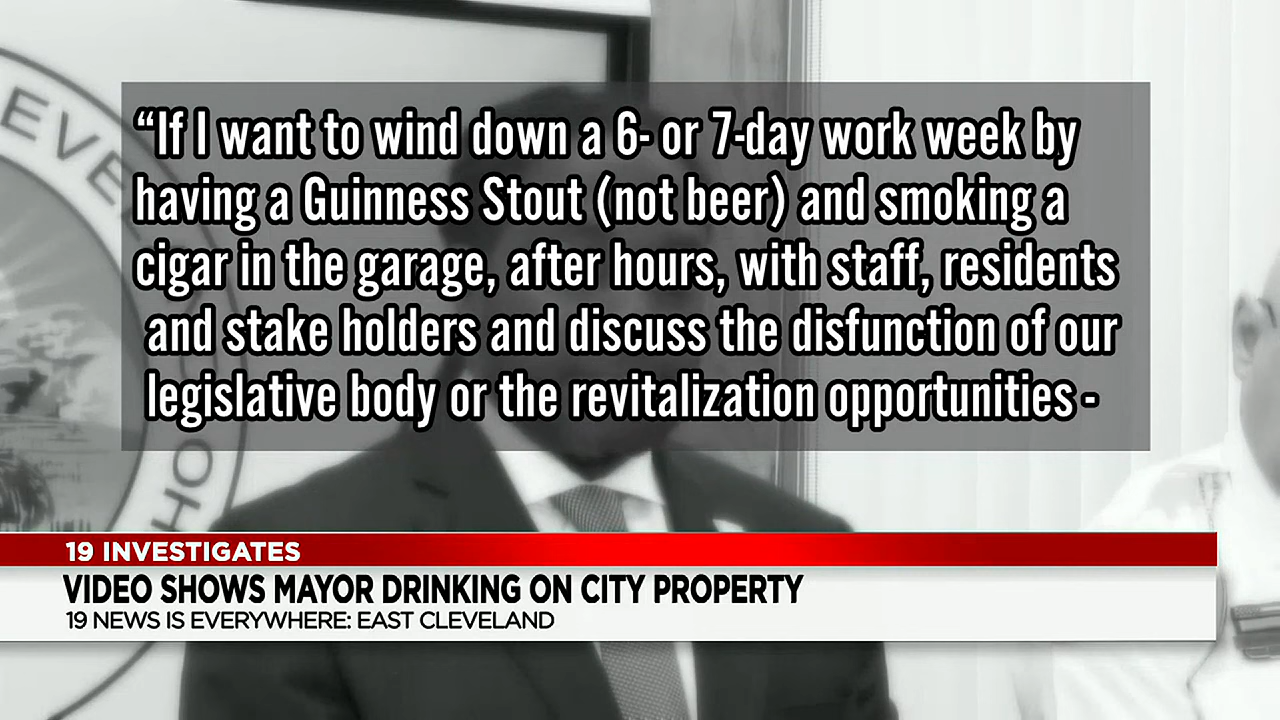 EVE
HO
“If I want to wind down a 6- or 7-day work week by
having a Guinness Stout (not beer) and smoking a
cigar in the garage, after hours, with staff, residents
and stake holders and discuss the disfunction of our
legislative body or the revitalization opportunities -
19 INVESTIGATES
VIDEO SHOWS MAYOR DRINKING ON CITY PROPERTY
19 NEWS IS EVERYWHERE: EAST CLEVELAND